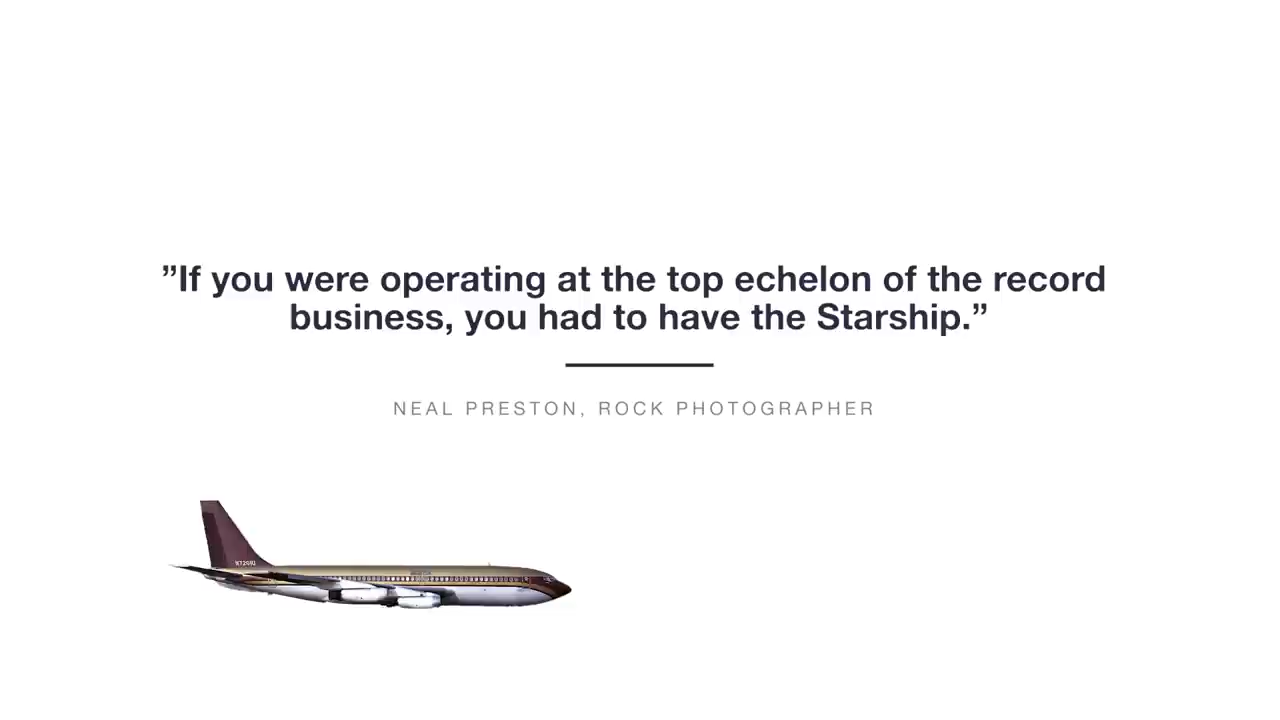 ”If you were operating at the top echelon of the record
business, you had to have the Starship.”
NEAL PRESTON, ROCK PHOTOGRAPHER